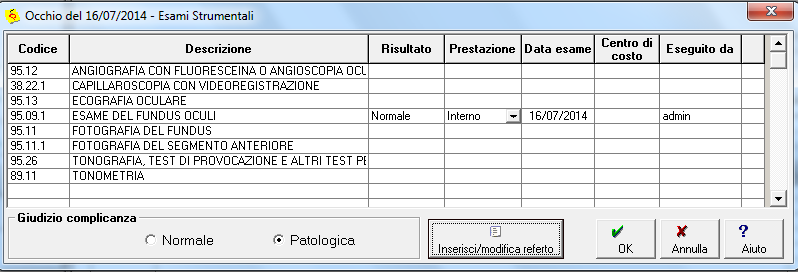 Occhio del 16/07/2014 - Esami Strumentali
Codice Descrizione Risultato Prestazione Data esame Centro di costo Eseguito da
95.12 ANGIOGRAFIA CON FLUORESCEINA O ANGIOSCOPIA OCU
38.22.1 CAPILLAROSCOPIA CON VIDEOREGISTRAZIONE
95.13 ECOGRAFIA OCULARE
95.09.1 ESAME DEL FUNDUS OCULI Normale Interno 16/07/2014 admin
95.11 FOTOGRAFIA DEL FUNDUS
95.11.1 FOTOGRAFIA DEL SEGMENTO ANTERIORE
95.26 TONOGRAFIA, TEST DI PROVOCAZIONE E ALTRI TEST PE
89.11 TONOMETRIA
Giudizio complicanza
Normale Patologica
Inserisci/modifica referto OK Annulla ? Aiuto